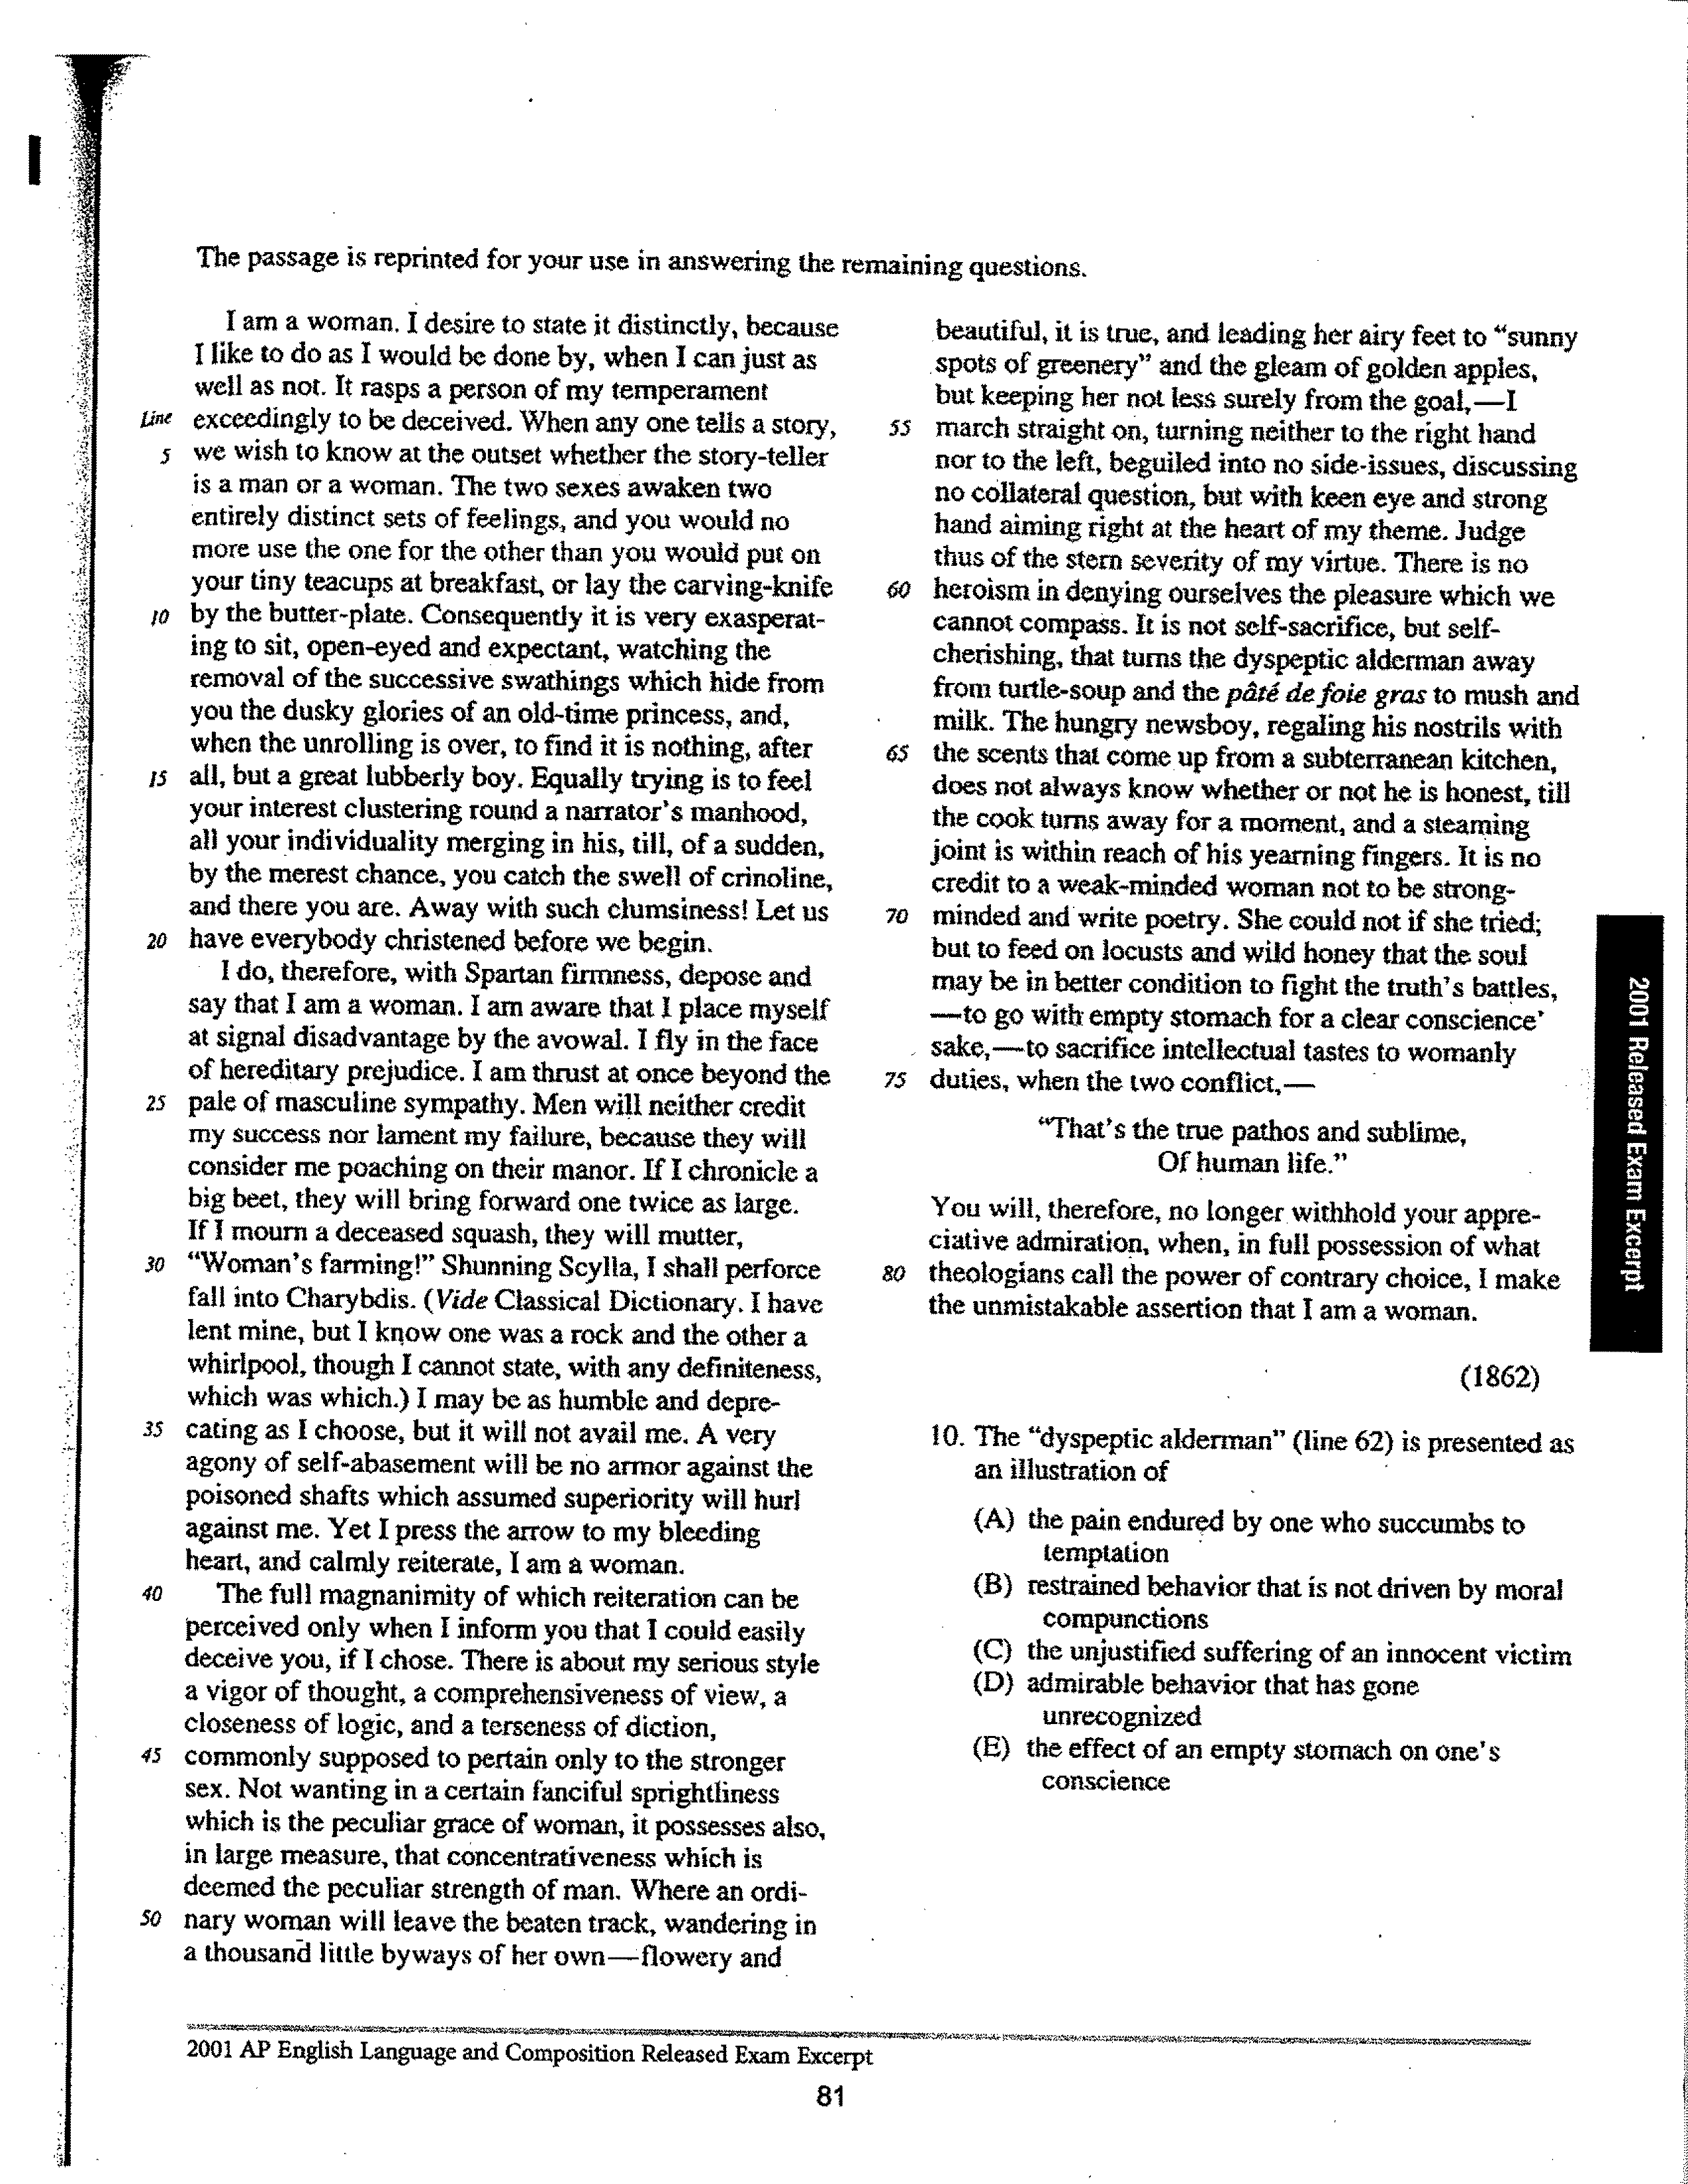 The passage is reprinted for your use in answering the remaining questions.
I am a woman. I desire to state it distinctly, because
I like to do as I would be done by, when I can just as
well as not. It rasps a person of my temperament
Line exceedingly to be deceived. When any one tells a story,
5 we wish to know at the outset whether the story-teller
is a man or a woman. The two sexes awaken two
entirely distinct sets of feelings, and you would no
more use the one for the other than you would put on
your tiny teacups at breakfast, or lay the carving-knife
10 by the butter-plate. Consequently it is very exasperat-
ing to sit, open-eyed and expectant, watching the
removal of the successive swathings which hide from
you the dusky glories of an old-time princess, and,
when the unrolling is over, to find it is nothing, after
15 all, but a great lubberly boy. Equally trying is to feel
your interest clustering round a narrator's manhood,
all your individuality merging in his, till, of a sudden,
by the merest chance, you catch the swell of crinoline,
and there you are. Away with such clumsiness! Let us
20 have everybody christened before we begin.
I do, therefore, with Spartan firmness, depose and
say that I am a woman. I am aware that I place myself
at signal disadvantage by the avowal. I fly in the face
of hereditary prejudice. I am thrust at once beyond the
25 pale of masculine sympathy. Men will neither credit
my success nor lament my failure, because they will
consider me poaching on their manor. If I chronicle a
big beet, they will bring forward one twice as large.
If I mourn a deceased squash, they will mutter,
30 "Woman's farming!" Shunning Scylla, I shall perforce
fall into Charybdis. (Vide Classical Dictionary. I have
lent mine, but I know one was a rock and the other a
whirlpool, though I cannot state, with any definiteness,
which was which.) I may be as humble and depre-
35 cating as I choose, but it will not avail me. A very
agony of self-abasement will be no armor against the
poisoned shafts which assumed superiority will hurl
against me. Yet I press the arrow to my bleeding
heart, and calmly reiterate, I am a woman.
40 The full magnanimity of which reiteration can be
perceived only when I inform you that I could easily
deceive you, if I chose. There is about my serious style
a vigor of thought, a comprehensiveness of view, a
closeness of logic, and a terseness of diction,
45 commonly supposed to pertain only to the stronger
sex. Not wanting in a certain fanciful sprightliness
which is the peculiar grace of woman, it possesses also,
in large measure, that concentrativeness which is
deemed the peculiar strength of man. Where an ordi-
50 nary woman will leave the beaten track, wandering in
a thousand little byways of her own—flowery and
beautiful, it is true, and leading her airy feet to "sunny
spots of greenery" and the gleam of golden apples,
but keeping her not less surely from the goal,—I
55 march straight on, turning neither to the right hand
nor to the left, beguiled into no side-issues, discussing
no collateral question, but with keen eye and strong
hand aiming right at the heart of my theme. Judge
thus of the stern severity of my virtue. There is no
60 heroism in denying ourselves the pleasure which we
cannot compass. It is not self-sacrifice, but self-
cherishing, that turns the dyspeptic alderman away
from turtle-soup and the pâté de foie gras to mush and
milk. The hungry newsboy, regaling his nostrils with
65 the scents that come up from a subterranean kitchen,
does not always know whether or not he is honest, till
the cook turns away for a moment, and a steaming
joint is within reach of his yearning fingers. It is no
credit to a weak-minded woman not to be strong-
70 minded and write poetry. She could not if she tried;
but to feed on locusts and wild honey that the soul
may be in better condition to fight the truth's battles,
—to go with empty stomach for a clear conscience'
sake,—to sacrifice intellectual tastes to womanly
75 duties, when the two conflict,—
"That's the true pathos and sublime,
Of human life."
You will, therefore, no longer withhold your appre-
ciative admiration, when, in full possession of what
80 theologians call the power of contrary choice, I make
the unmistakable assertion that I am a woman.
(1862)
10. The "dyspeptic alderman" (line 62) is presented as
an illustration of
(A) the pain endured by one who succumbs to
temptation
(B) restrained behavior that is not driven by moral
compunctions
(C) the unjustified suffering of an innocent victim
(D) admirable behavior that has gone
unrecognized
(E) the effect of an empty stomach on one's
conscience
2001 Released Exam Excerpt
2001 AP English Language and Composition Released Exam Excerpt
81